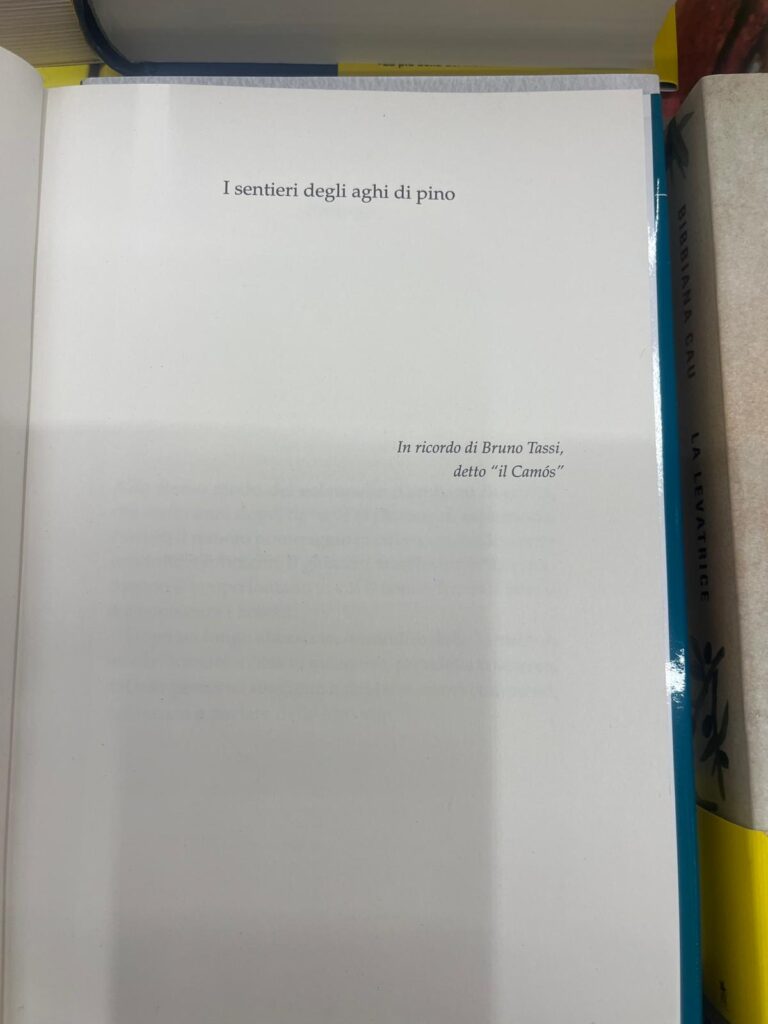 I sentieri degli aghi di pino
In ricordo di Bruno Tassi,
detto “il Camós”
BIBBIANA CAU
LA LEVATRICE